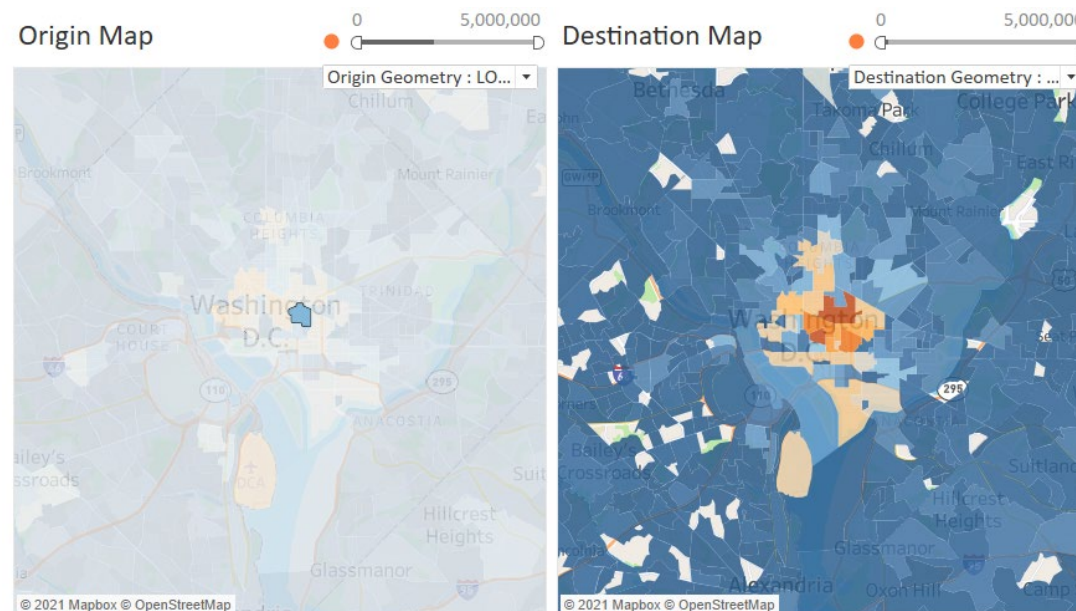 Origin Map
0 5,000,000
Origin Geometry : LO...
Chillum
Brookmont
Mount Rainier
COLUMBIA
HEIGHTS
TRINIDAD
Washington
D.C.
COURT
HOUSE
66
110
295
ANACOSTIA
Bailey's
Crossroads
DCA
Hillcrest
Heights
Glassmanor
© 2021 Mapbox © OpenStreetMap
Destination Map
0 5,000,000
Destination Geometry : ...
Bethesda
Takoma Park
College Park
Chillum
Brookmont
Mount Rainier
Washington
D.C.
110
295
Bailey's
Crossroads
Suitland
Hillcrest
Heights
Glassmanor
Alexandria
Oxon Hill
Camp
© 2021 Mapbox © OpenStreetMap